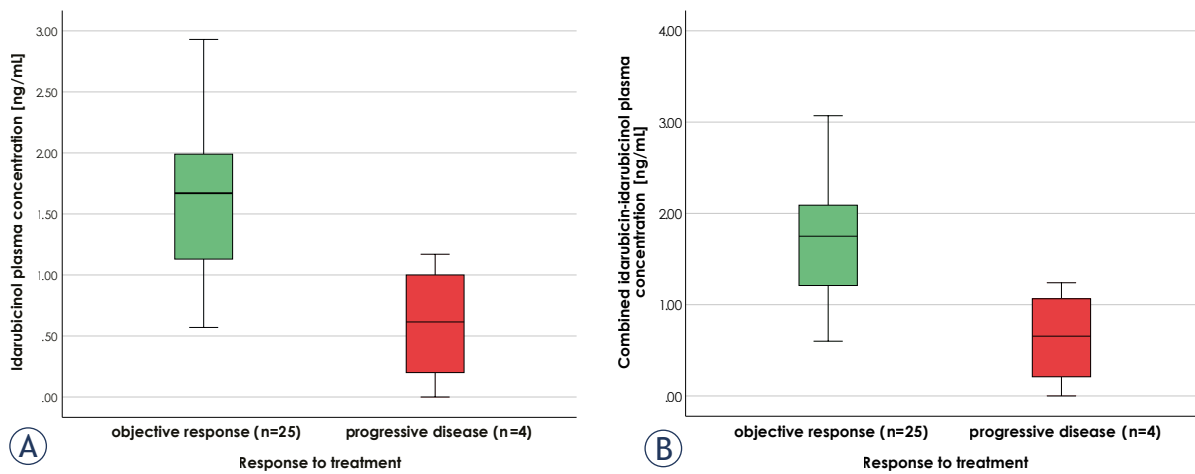 Idarubicinol plasma concentration [ng/mL]
3.00
2.50
2.00
1.50
1.00
.50
.00
objective response (n=25)
progressive disease (n=4)
Response to treatment
A
Combined idarubicin-idarubicinol plasma
concentration [ng/mL]
4.00
3.00
2.00
1.00
.00
objective response (n=25)
progressive disease (n=4)
Response to treatment
B